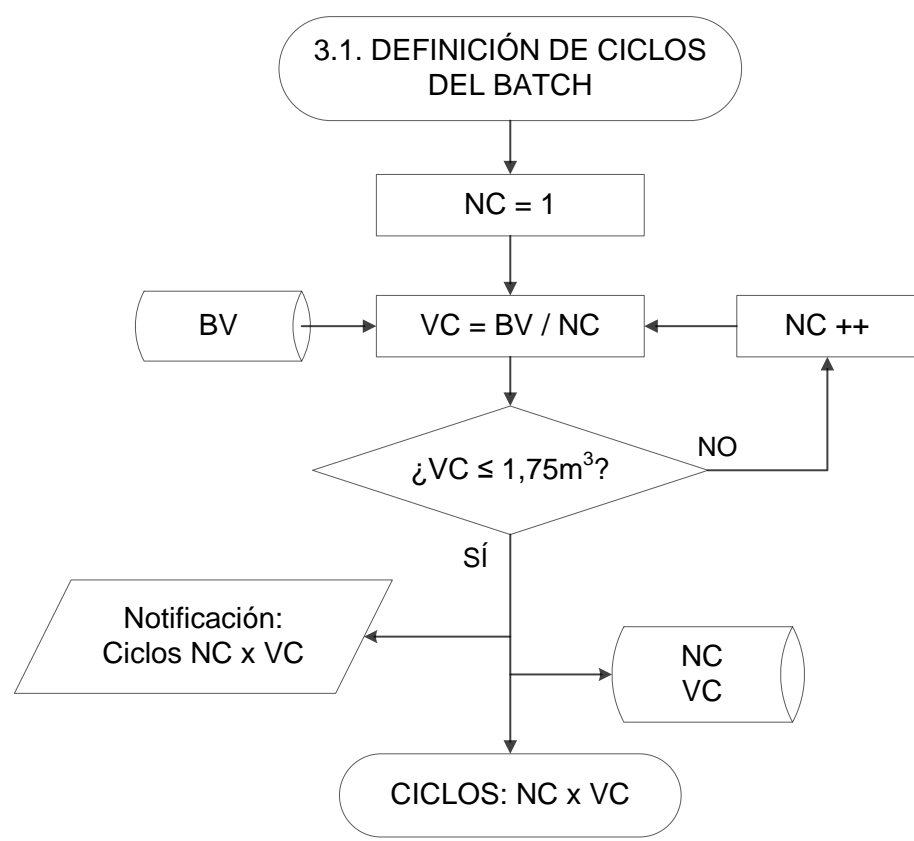 3.1. DEFINICIÓN DE CICLOS
DEL BATCH
NC = 1
BV
VC = BV / NC
NC ++
¿VC ≤ 1,75m³?
NO
SÍ
Notificación:
Ciclos NC x VC
NC
VC
CICLOS: NC x VC